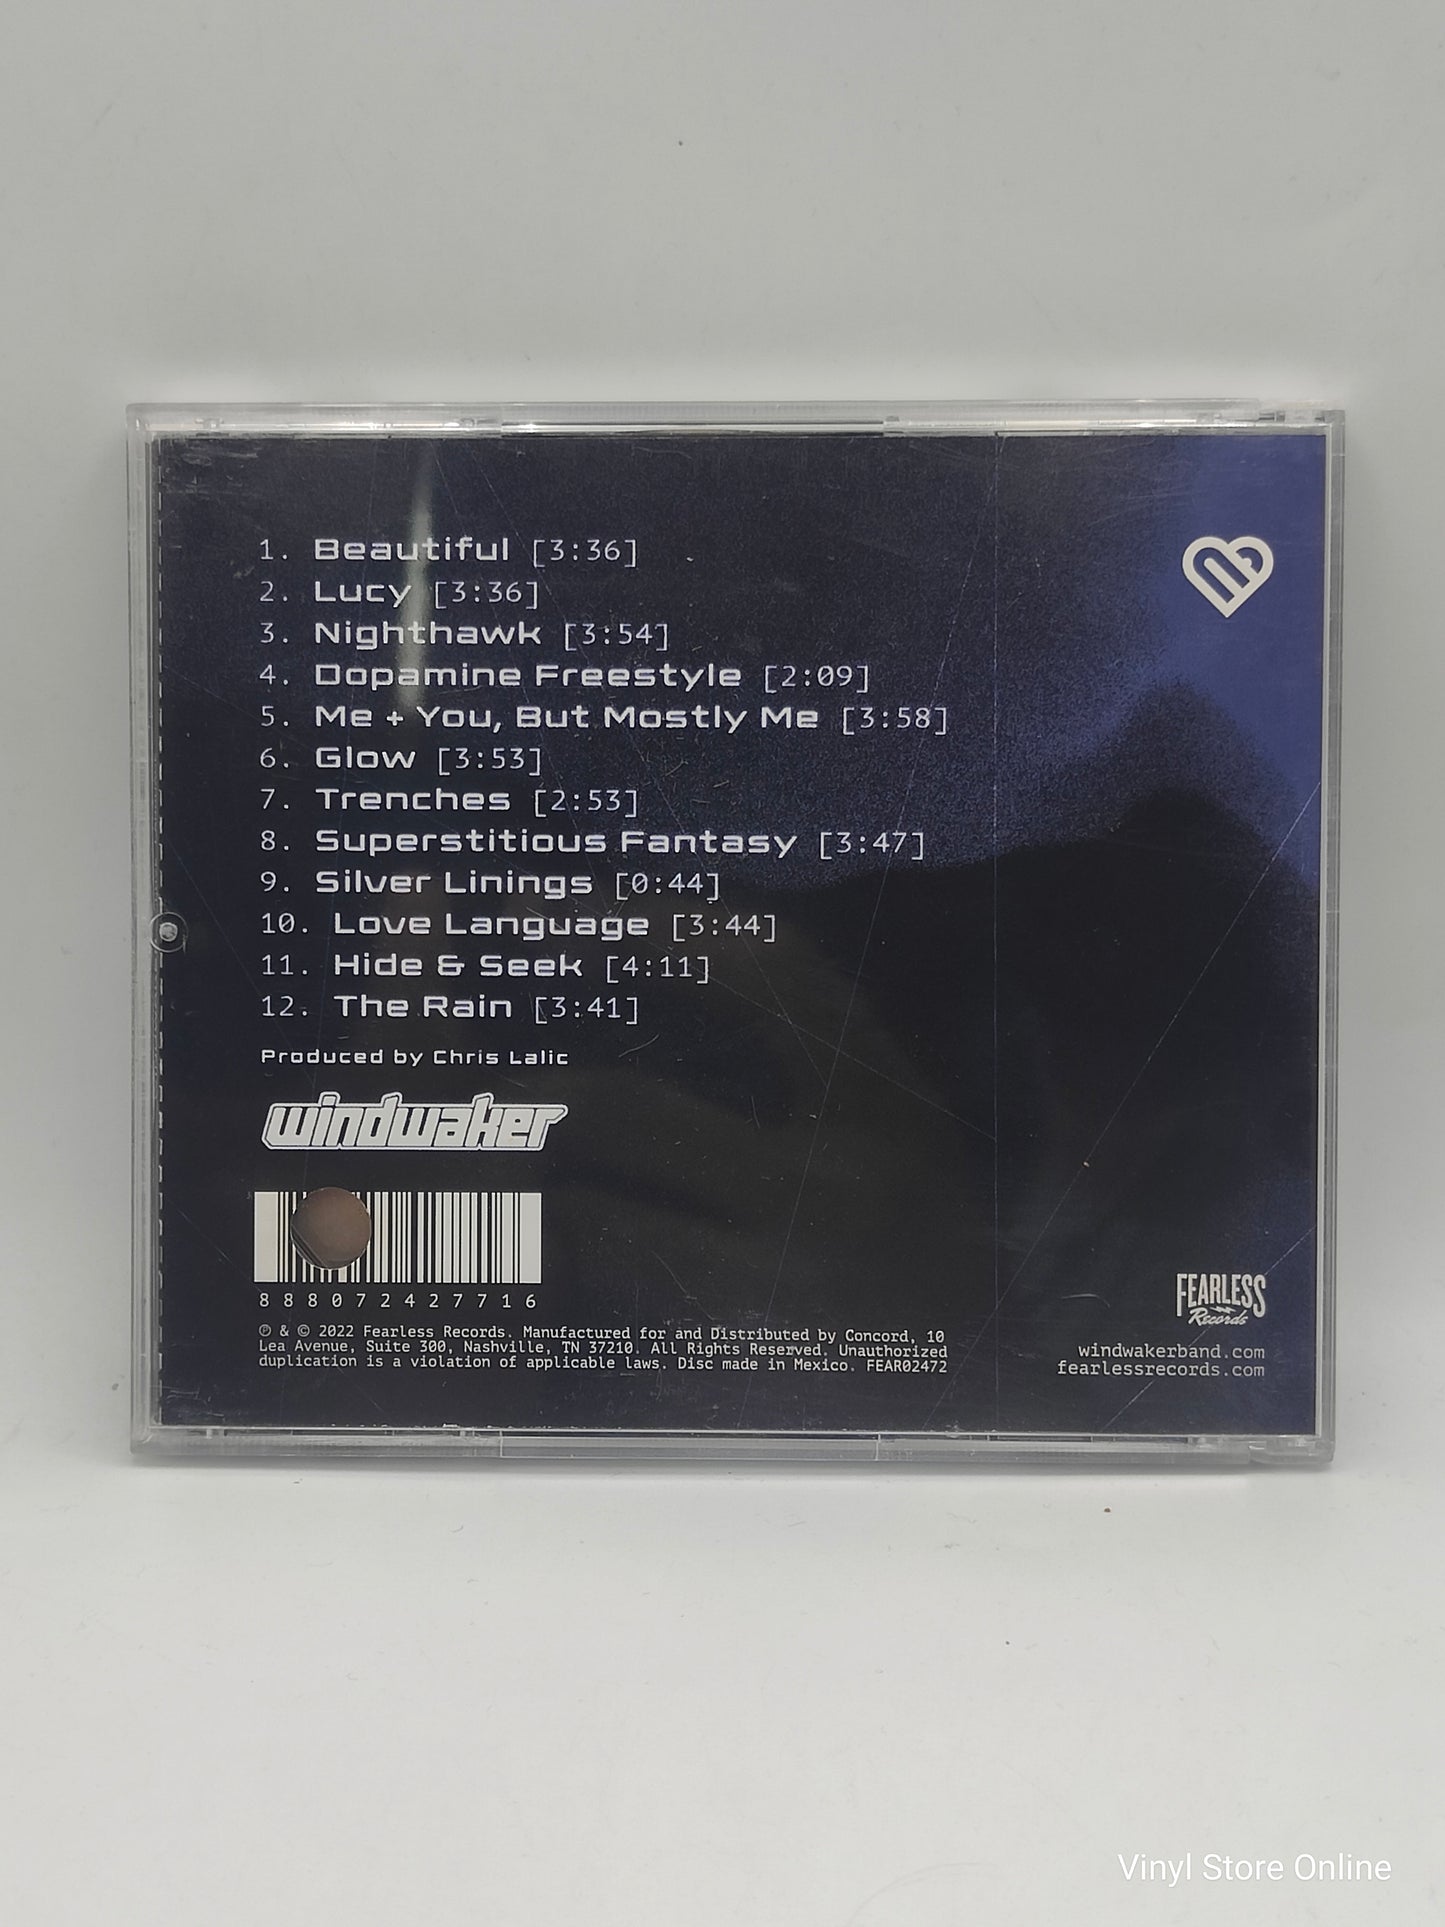 1. Beautiful [3:36]
2. Lucy [3:36]
3. Nighthawk [3:54]
4. Dopamine Freestyle [2:09]
5. Me + You, But Mostly Me [3:58]
6. Glow [3:53]
7. Trenches [2:53]
8. Superstitious Fantasy [3:47]
9. Silver Linings [0:44]
10. Love Language [3:44]
11. Hide & Seek [4:11]
12. The Rain [3:41]
Produced by Chris Lalic
windwaker
888072427716
℗ & © 2022 Fearless Records. Manufactured for and Distributed by Concord, 10
Lea Avenue, Suite 300, Nashville, TN 37210. All Rights Reserved. Unauthorized
duplication is a violation of applicable laws. Disc made in Mexico. FEAR02472
FEARLESS
Records
windwakerband.com
fearlessrecords.com
Vinyl Store Online